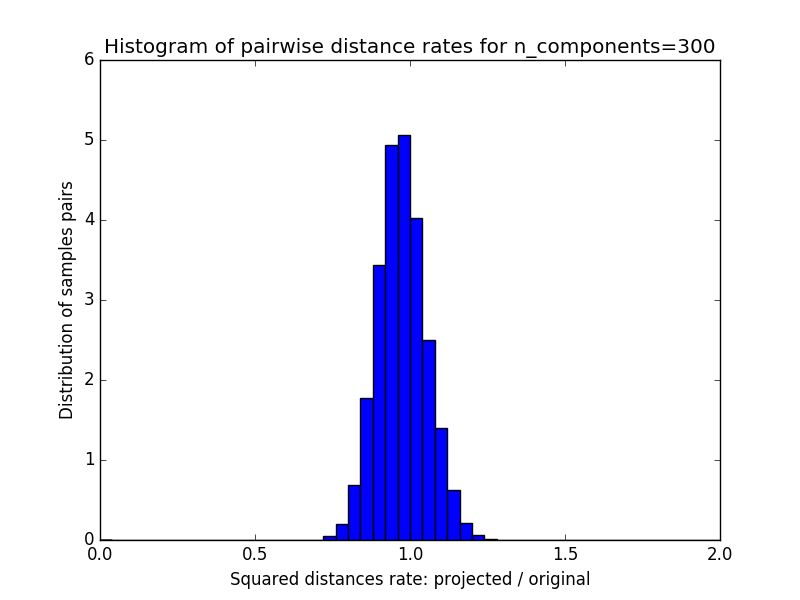 Histogram of pairwise distance rates for n_components=300
6
5
4
3
2
1
0
Distribution of samples pairs
0.0 0.5 1.0 1.5 2.0
Squared distances rate: projected / original